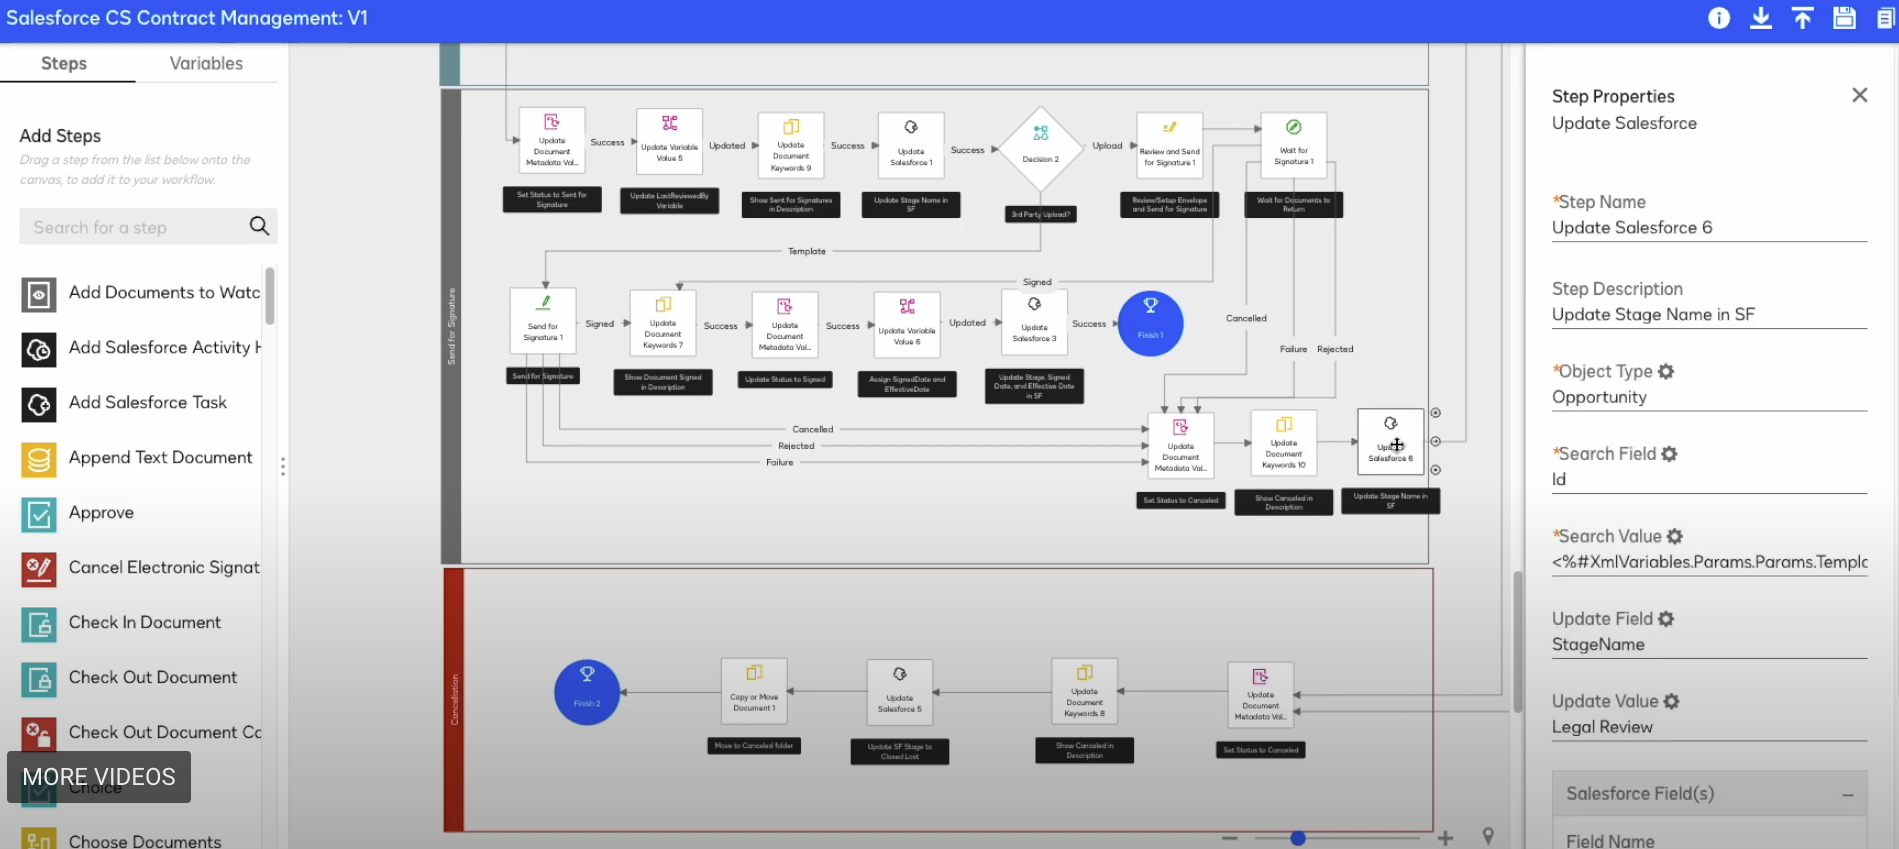 Salesforce CS Contract Management: V1
Steps
Variables
Add Steps
Drag a step from the list below onto the
canvas, to add it to your workflow.
Search for a step
Add Documents to Watc
Add Salesforce Activity H
Add Salesforce Task
Append Text Document
Approve
Cancel Electronic Signat
Check In Document
Check Out Document
Check Out Document Co
MORE VIDEOS
Choice
Choose Documents
Send for Signature
Update
Document
Metadata Val...
Success
Update Variable
Value 5
Updated
Update
Document
Keywords 9
Success
Update
Salesforce 1
Success
Decision 2
Upload
Review and Send
for Signature 1
Wait for
Signature 1
Set Status to Sent for
Signature
Update LastReviewedBy
Variable
Show Sent for Signatures
in Description
Update Stage Name in
SF
3rd Party Upload?
Review/Setup Envelope
and Send for Signature
Wait for Documents to
Return
Template
Signed
Send for
Signature 1
Signed
Update
Document
Keywords 7
Success
Update
Document
Metadata Val...
Success
Update Variable
Value 6
Updated
Update
Salesforce 3
Success
Finish 1
Cancelled
Failure
Rejected
Send for Signature
Show Document Signed
in Description
Update Status to Signed
Assign SignedDate and
EffectiveDate
Update Stage, Signed
Date, and Effective Date
in SF
Cancelled
Rejected
Failure
Update
Document
Metadata Val...
Update
Document
Keywords 10
Update
Salesforce 6
Set Status to Canceled
Show Canceled in
Description
Update Stage Name in
SF
Cancellation
Finish 2
Copy or Move
Document 1
Update
Salesforce 5
Update
Document
Keywords 8
Update
Document
Metadata Val...
Move to Canceled folder
Update SF Stage to
Closed Lost
Show Canceled in
Description
Set Status to Canceled
Step Properties
Update Salesforce
*Step Name
Update Salesforce 6
Step Description
Update Stage Name in SF
*Object Type
Opportunity
*Search Field
Id
*Search Value
<%#XmlVariables.Params.Params.Templa
Update Field
StageName
Update Value
Legal Review
Salesforce Field(s)
Field Name